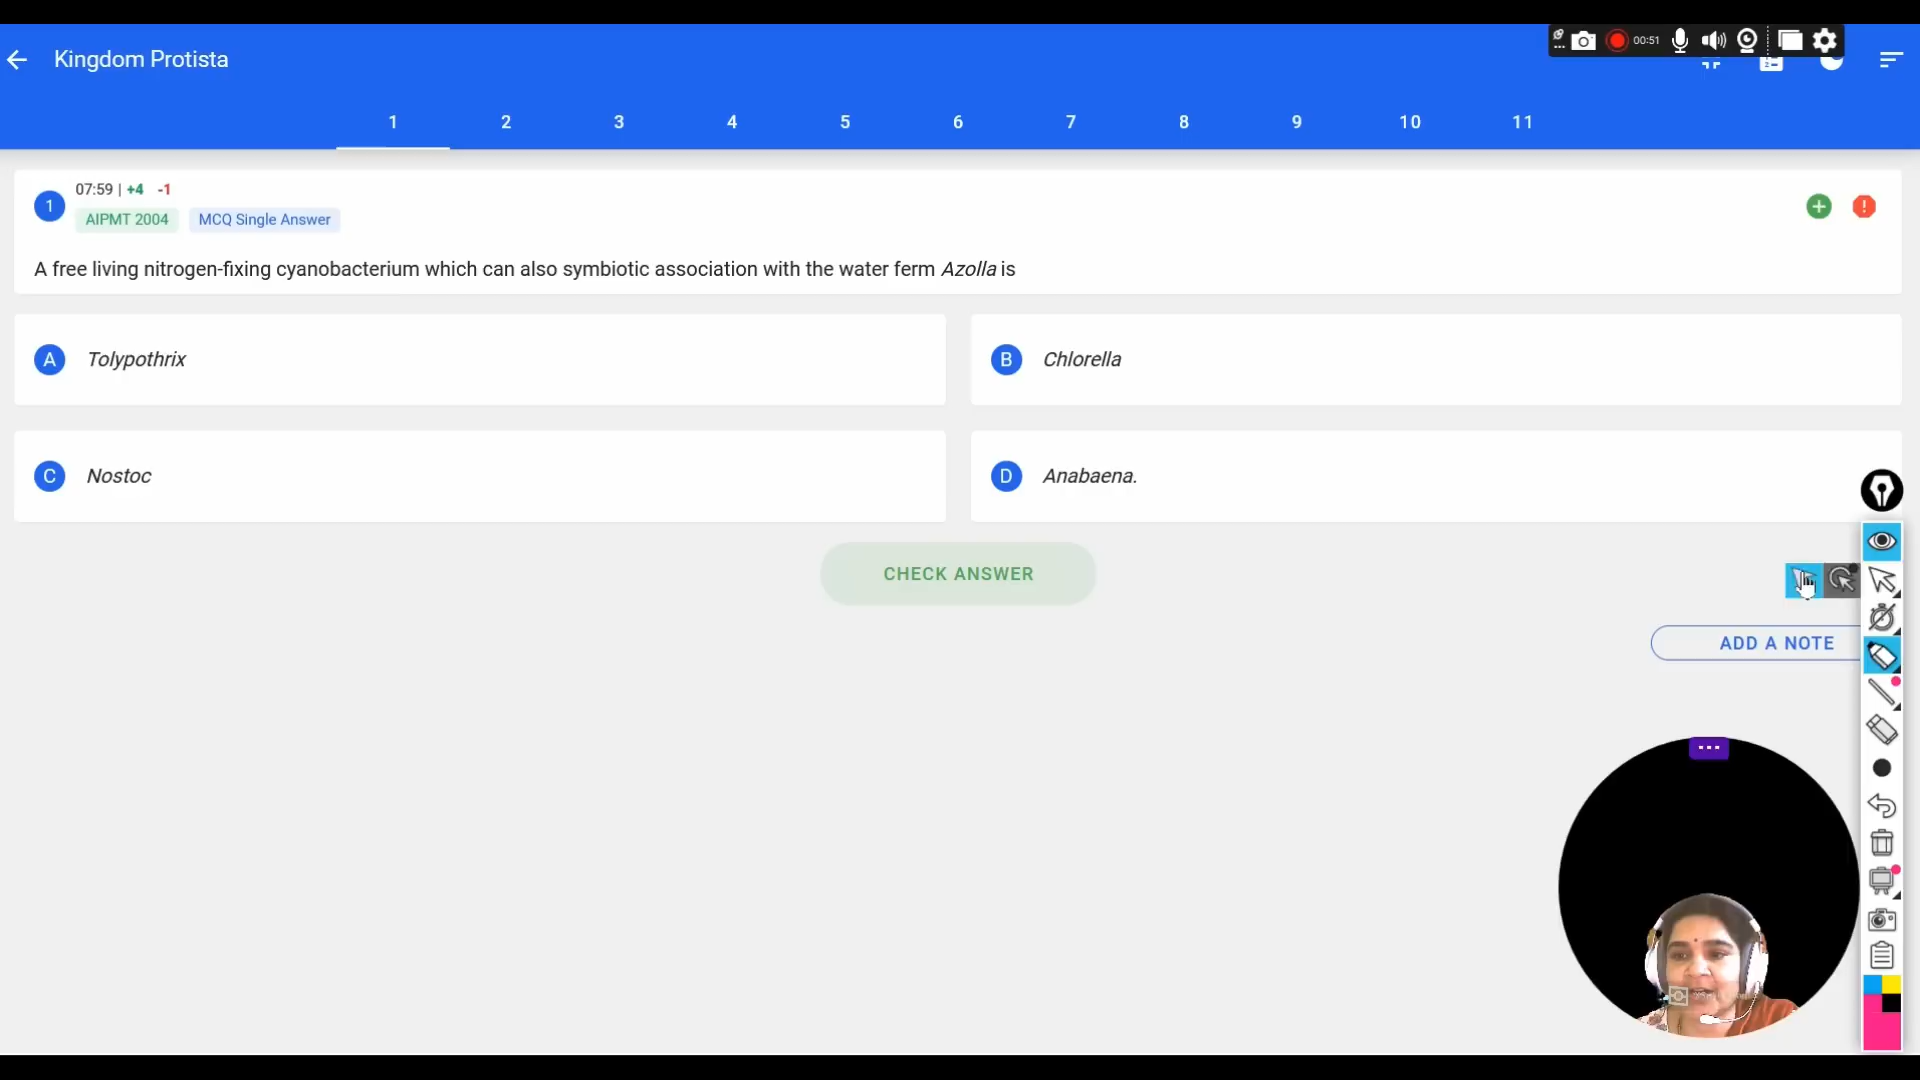 00:51
Kingdom Protista
1 2 3 4 5 6 7 8 9 10 11
1
07:59 | +4 -1
AIPMT 2004 MCQ Single Answer
A free living nitrogen-fixing cyanobacterium which can also symbiotic association with the water ferm Azolla is
A Tolypothrix
B Chlorella
C Nostoc
D Anabaena.
CHECK ANSWER
ADD A NOTE